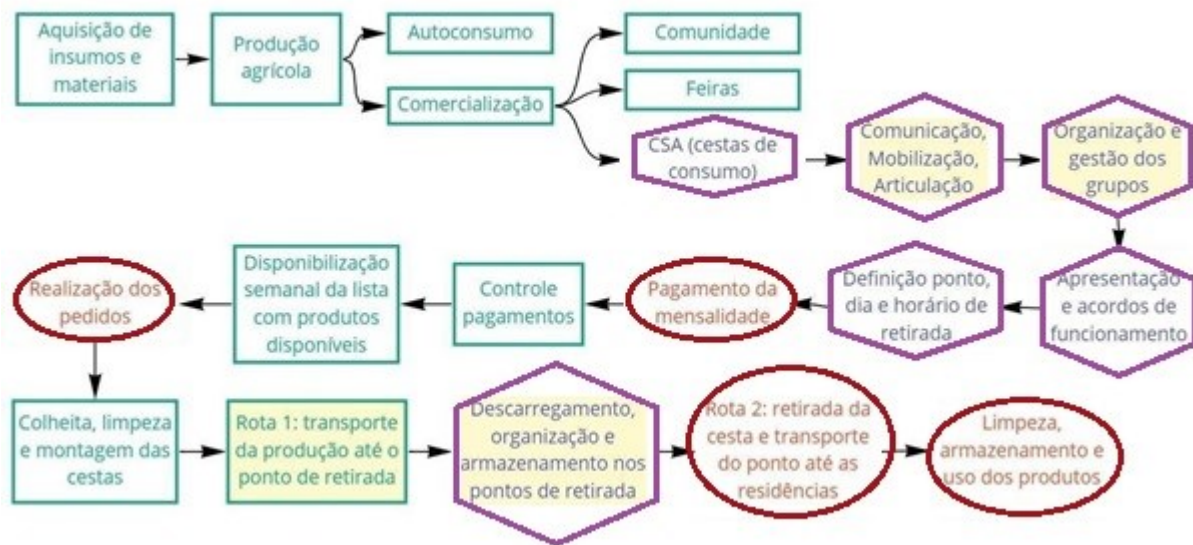 Aquisição de
insumos e
materiais
Produção
agrícola
Autoconsumo
Comercialização
Comunidade
Feiras
CSA (cestas de
consumo)
Comunicação,
Mobilização,
Articulação
Organização e
gestão dos
grupos
Realização dos
pedidos
Disponibilização
semanal da lista
com produtos
disponíveis
Controle
pagamentos
Pagamento da
mensalidade
Definição ponto,
dia e horário de
retirada
Apresentação
e acordos de
funcionamento
Colheita, limpeza
e montagem das
cestas
Rota 1: transporte
da produção até o
ponto de retirada
Descarregamento,
organização e
armazenamento nos
pontos de retirada
Rota 2: retirada da
cesta e transporte
do ponto até as
residências
Limpeza,
armazenamento e
uso dos produtos